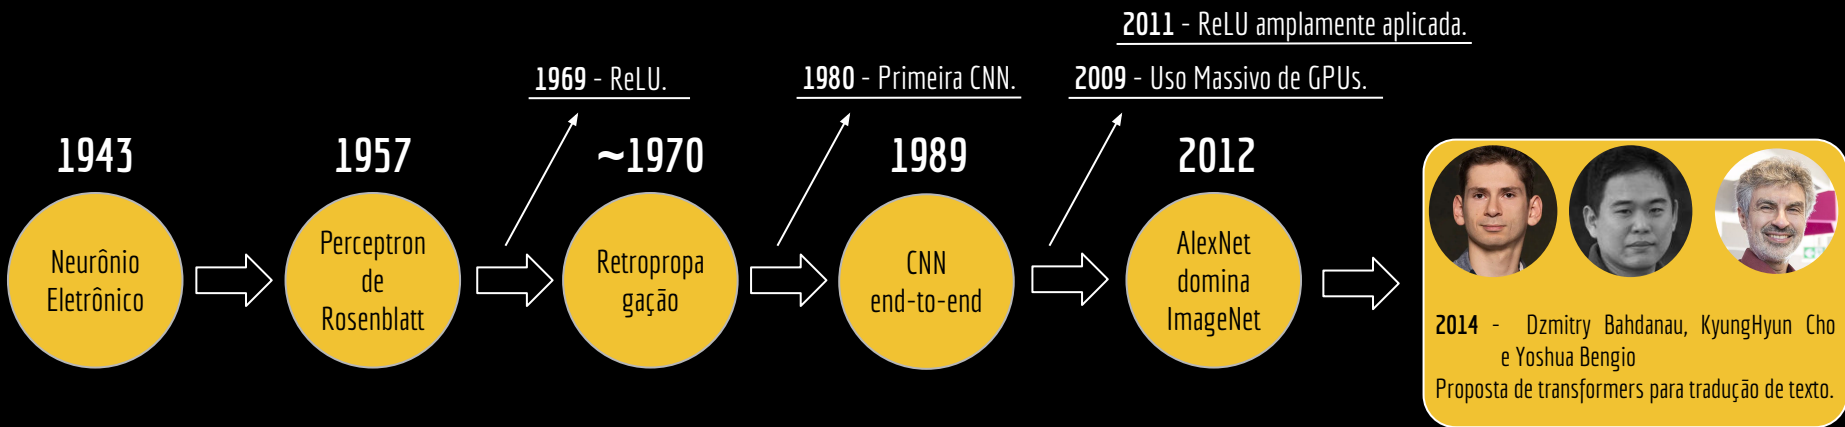 2011 - ReLU amplamente aplicada.
1969 - ReLU.
1980 - Primeira CNN.
2009 - Uso Massivo de GPUs.
1943
1957
~1970
1989
2012
Neurônio
Eletrônico
Perceptron
de
Rosenblatt
Retropropa
gação
CNN
end-to-end
AlexNet
domina
ImageNet
2014 - Dzmitry Bahdanau, KyungHyun Cho
e Yoshua Bengio
Proposta de transformers para tradução de texto.